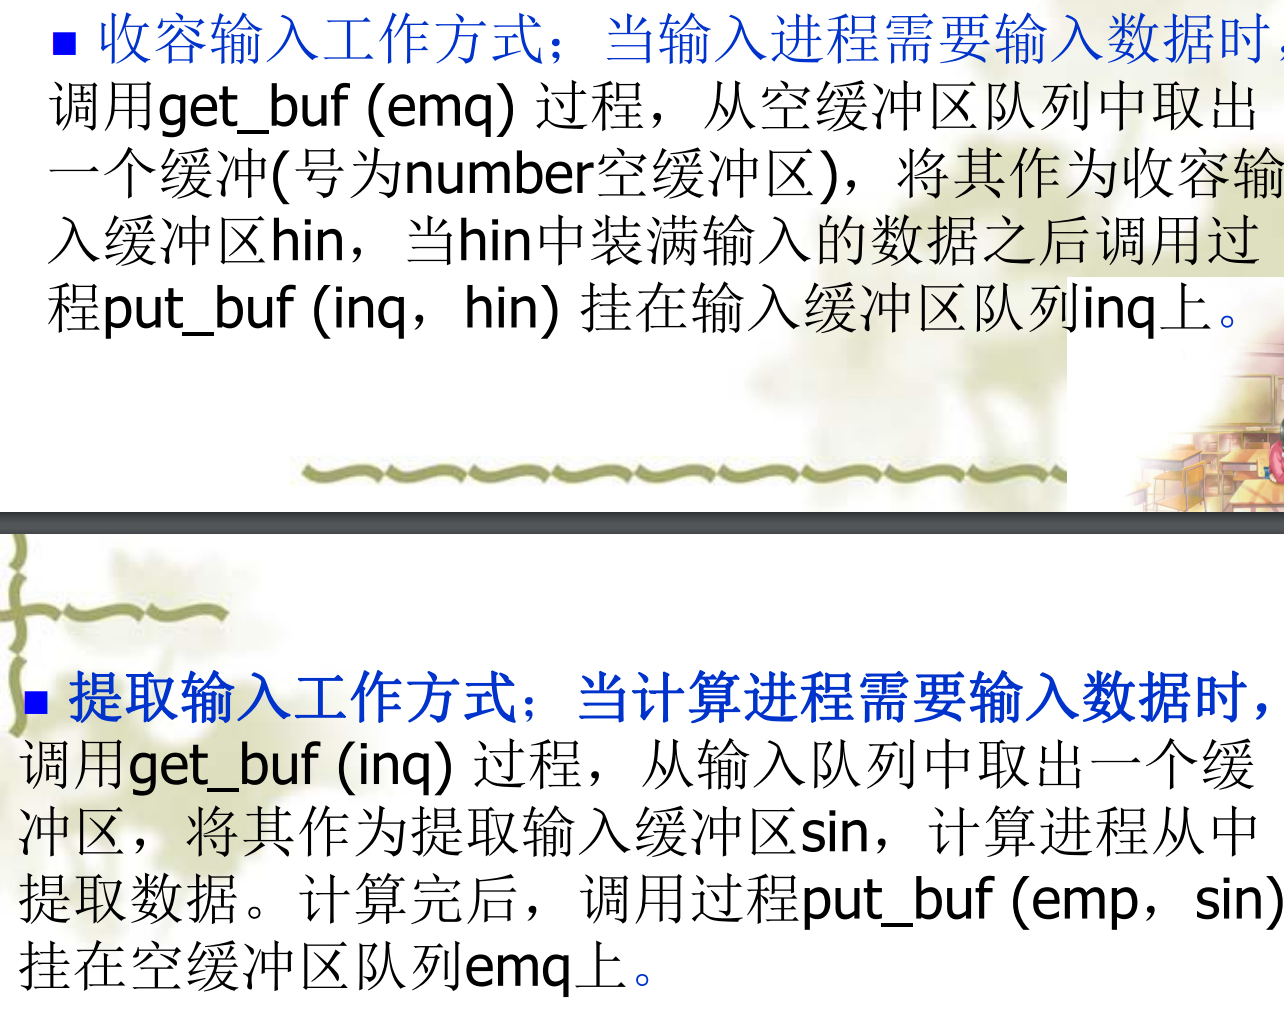 ■ 收容输入工作方式；当输入进程需要输入数据时，
调用get_buf (emq) 过程，从空缓冲区队列中取出
一个缓冲(号为number空缓冲区)，将其作为收容输
入缓冲区hin，当hin中装满输入的数据之后调用过
程put_buf (inq，hin) 挂在输入缓冲区队列inq上。
■ 提取输入工作方式；当计算进程需要输入数据时，
调用get_buf (inq) 过程，从输入队列中取出一个缓
冲区，将其作为提取输入缓冲区sin，计算进程从中
提取数据。计算完后，调用过程put_buf (emp，sin)
挂在空缓冲区队列emq上。